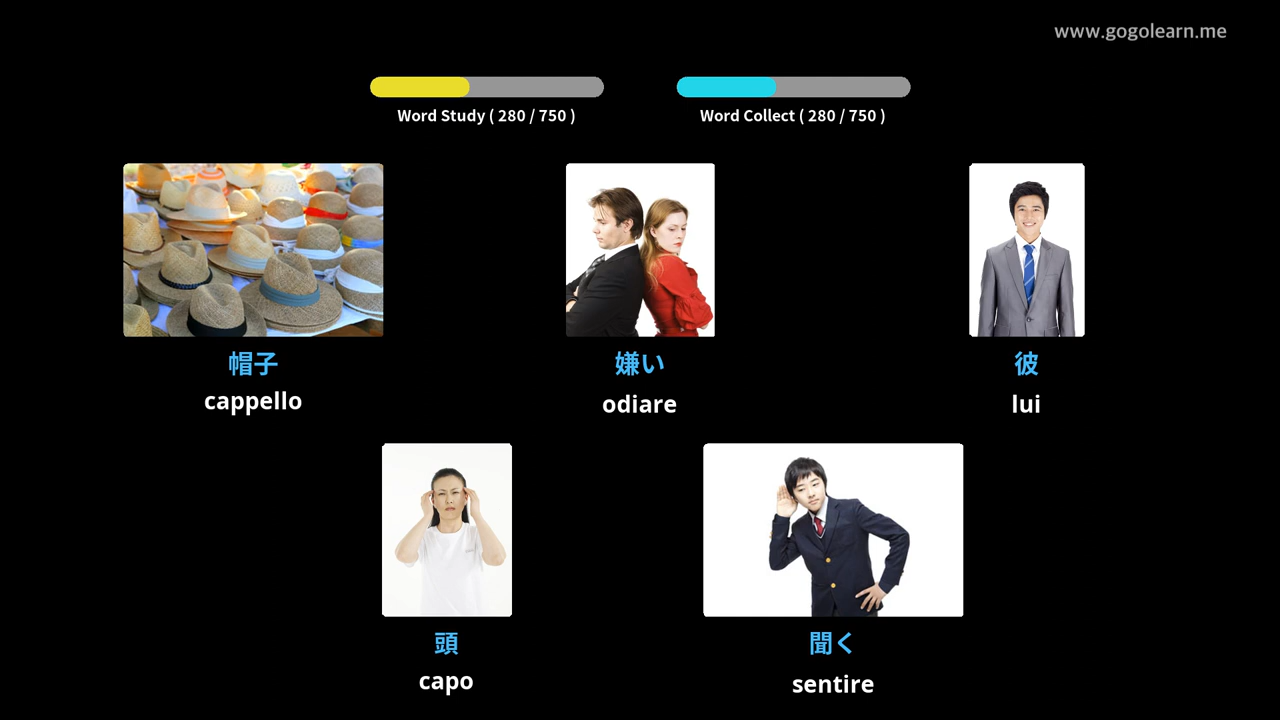 www.gogolearn.me
Word Study ( 280 / 750 )
Word Collect ( 280 / 750 )
帽子
cappello
嫌い
odiare
彼
lui
頭
capo
聞く
sentire